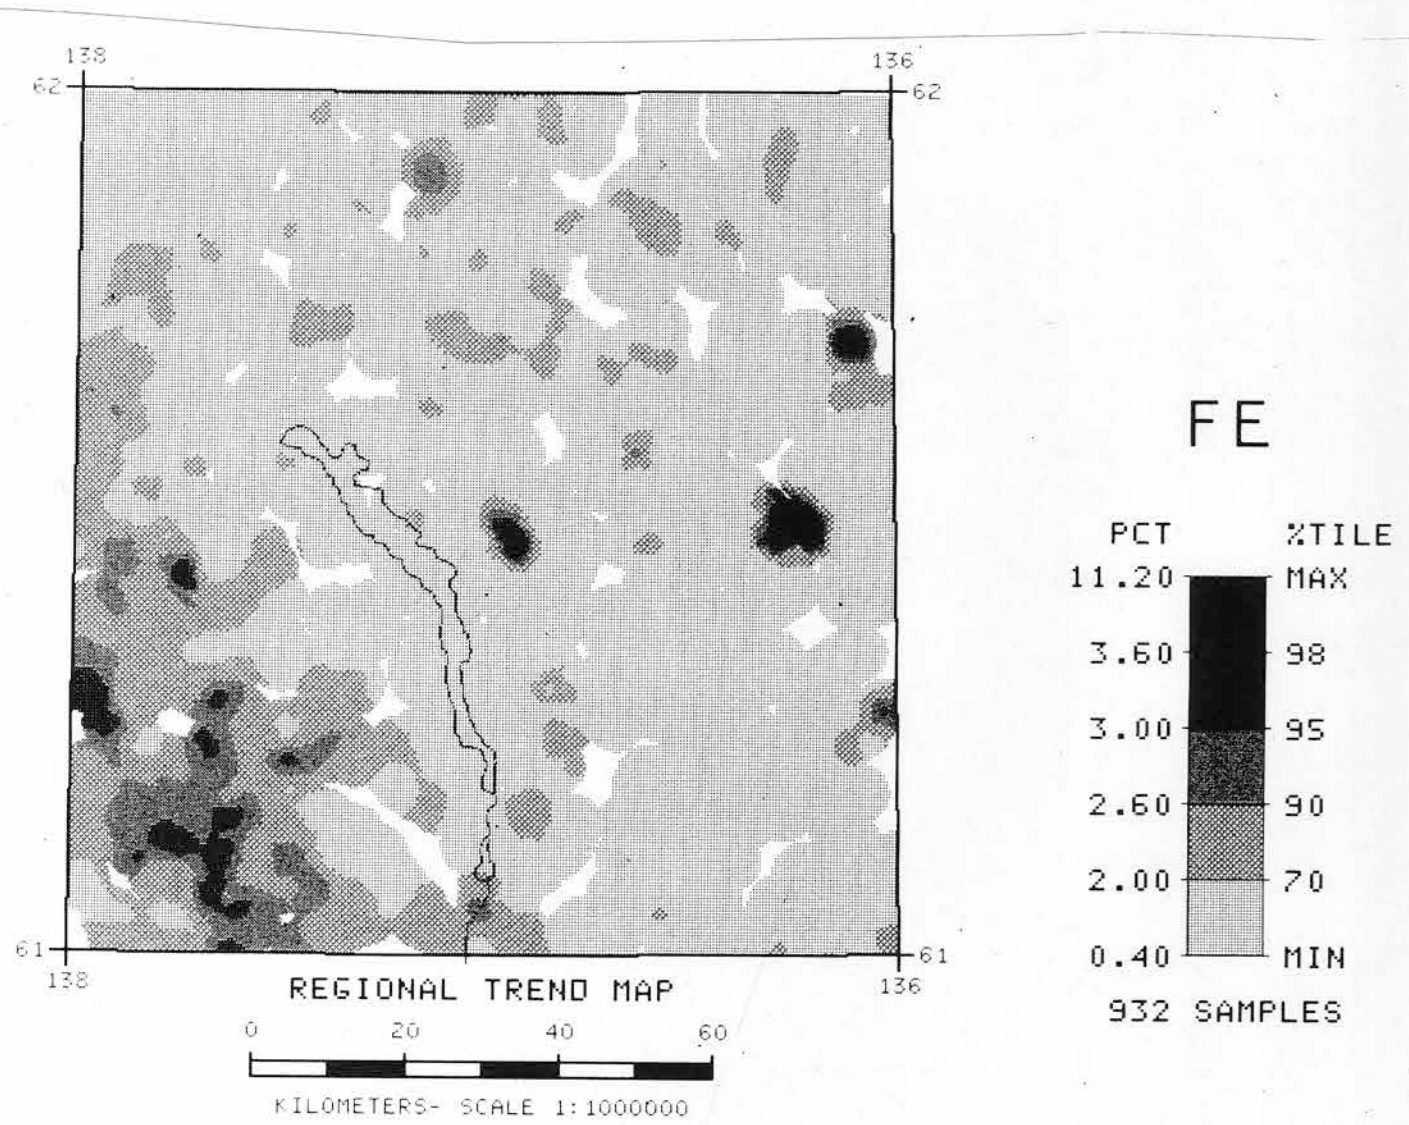 138 136
62 62
FE
PCT %TILE
11.20 MAX
3.60 98
3.00 95
2.60 90
2.00 70
0.40 MIN
932 SAMPLES
61 61
138 136
REGIONAL TREND MAP
0 20 40 60
KILOMETERS- SCALE 1:1000000